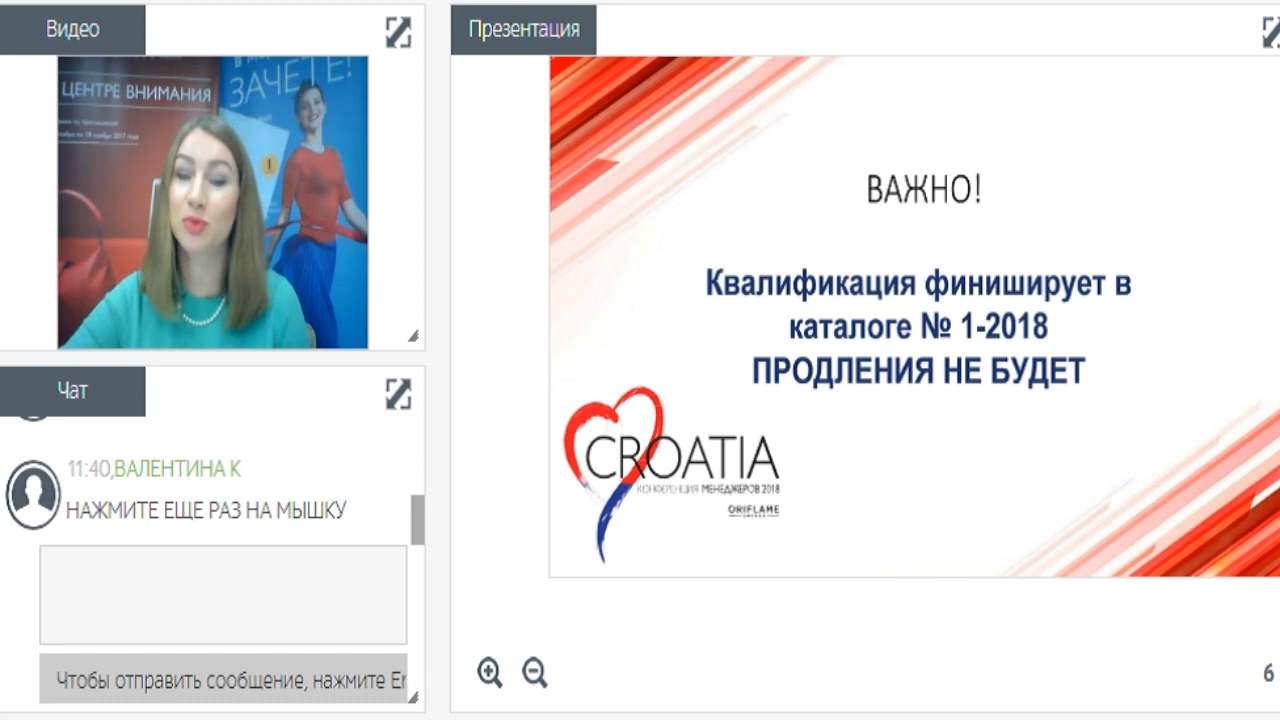 Видео
В ЦЕНТРЕ ВНИМАНИЯ
ЗАЧЕТЕ!
Презентация
ВАЖНО!
Квалификация финиширует в
каталоге № 1-2018
ПРОДЛЕНИЯ НЕ БУДЕТ
CROATIA
КОНФЕРЕНЦИЯ МЕНЕДЖЕРОВ 2018
ORIFLAME
Чат
11:40,ВАЛЕНТИНА К
НАЖМИТЕ ЕЩЕ РАЗ НА МЫШКУ
Чтобы отправить сообщение, нажмите Er
6